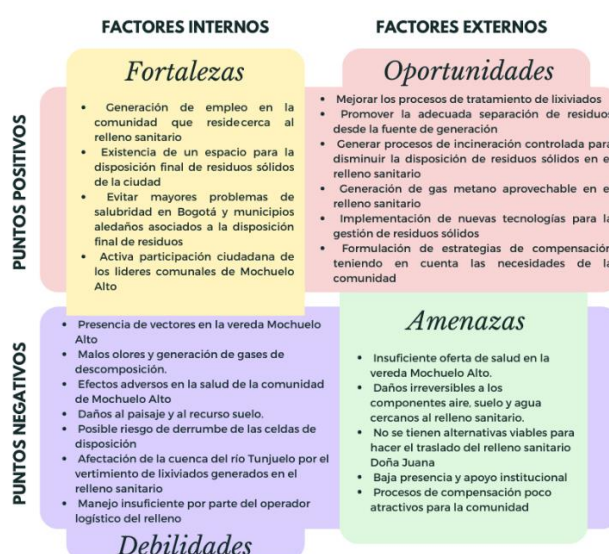 FACTORES INTERNOS
FACTORES EXTERNOS
PUNTOS POSITIVOS
Fortalezas
• Generación de empleo en la
comunidad que residecerca al
relleno sanitario
• Existencia de un espacio para la
disposición final de residuos sólidos
de la ciudad
• Evitar mayores problemas de
salubridad en Bogotá y municipios
aledaños asociados a la disposición
final de residuos
• Activa participación ciudadana de
los lideres comunales de Mochuelo
Alto
Oportunidades
• Mejorar los procesos de tratamiento de lixiviados
• Promover la adecuada separación de residuos
desde la fuente de generación
• Generar procesos de incineración controlada para
disminuir la disposición de residuos sólidos en el
relleno sanitario
• Generación de gas metano aprovechable en el
relleno sanitario
• Implementación de nuevas tecnologías para la
gestión de residuos sólidos
• Formulación de estrategias de compensación
teniendo en cuenta las necesidades de la
comunidad
PUNTOS NEGATIVOS
• Presencia de vectores en la vereda Mochuelo
Alto
• Malos olores y generación de gases de
descomposición.
• Efectos adversos en la salud de la comunidad
de Mochuelo Alto
• Daños al paisaje y al recurso suelo.
• Posible riesgo de derrumbe de las celdas de
disposición
• Afectación de la cuenca del río Tunjuelo por el
vertimiento de lixiviados generados en el
relleno sanitario
• Manejo insuficiente por parte del operador
logístico del relleno
Debilidades
Amenazas
• Insuficiente oferta de salud en la
vereda Mochuelo Alto.
• Daños irreversibles a los
componentes aire, suelo y agua
cercanos al relleno sanitario.
• No se tienen alternativas viables para
hacer el traslado del relleno sanitario
Doña Juana
• Baja presencia y apoyo institucional
• Procesos de compensación poco
atractivos para la comunidad